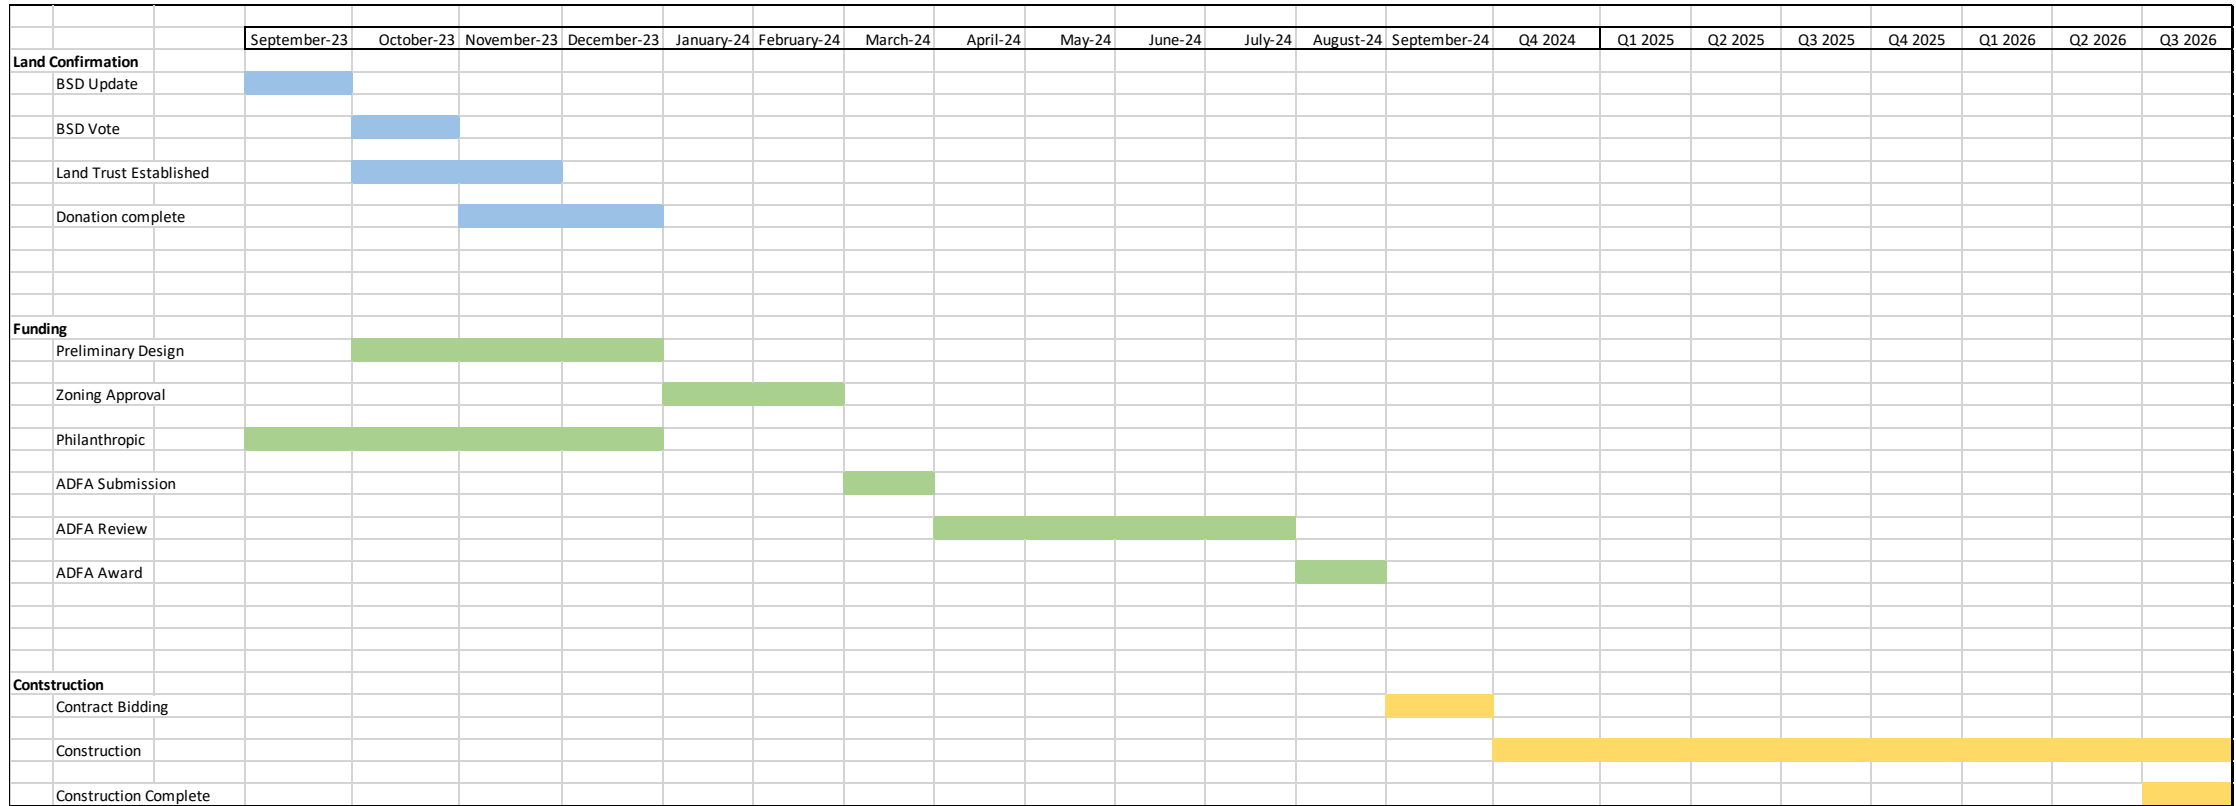 September-23 October-23 November-23 December-23 January-24 February-24 March-24 April-24 May-24 June-24 July-24 August-24 September-24 Q4 2024 Q1 2025 Q2 2025 Q3 2025 Q4 2025 Q1 2026 Q2 2026 Q3 2026
Land Confirmation
BSD Update
BSD Vote
Land Trust Established
Donation complete
Funding
Preliminary Design
Zoning Approval
Philanthropic
ADFA Submission
ADFA Review
ADFA Award
Contstruction
Contract Bidding
Construction
Construction Complete